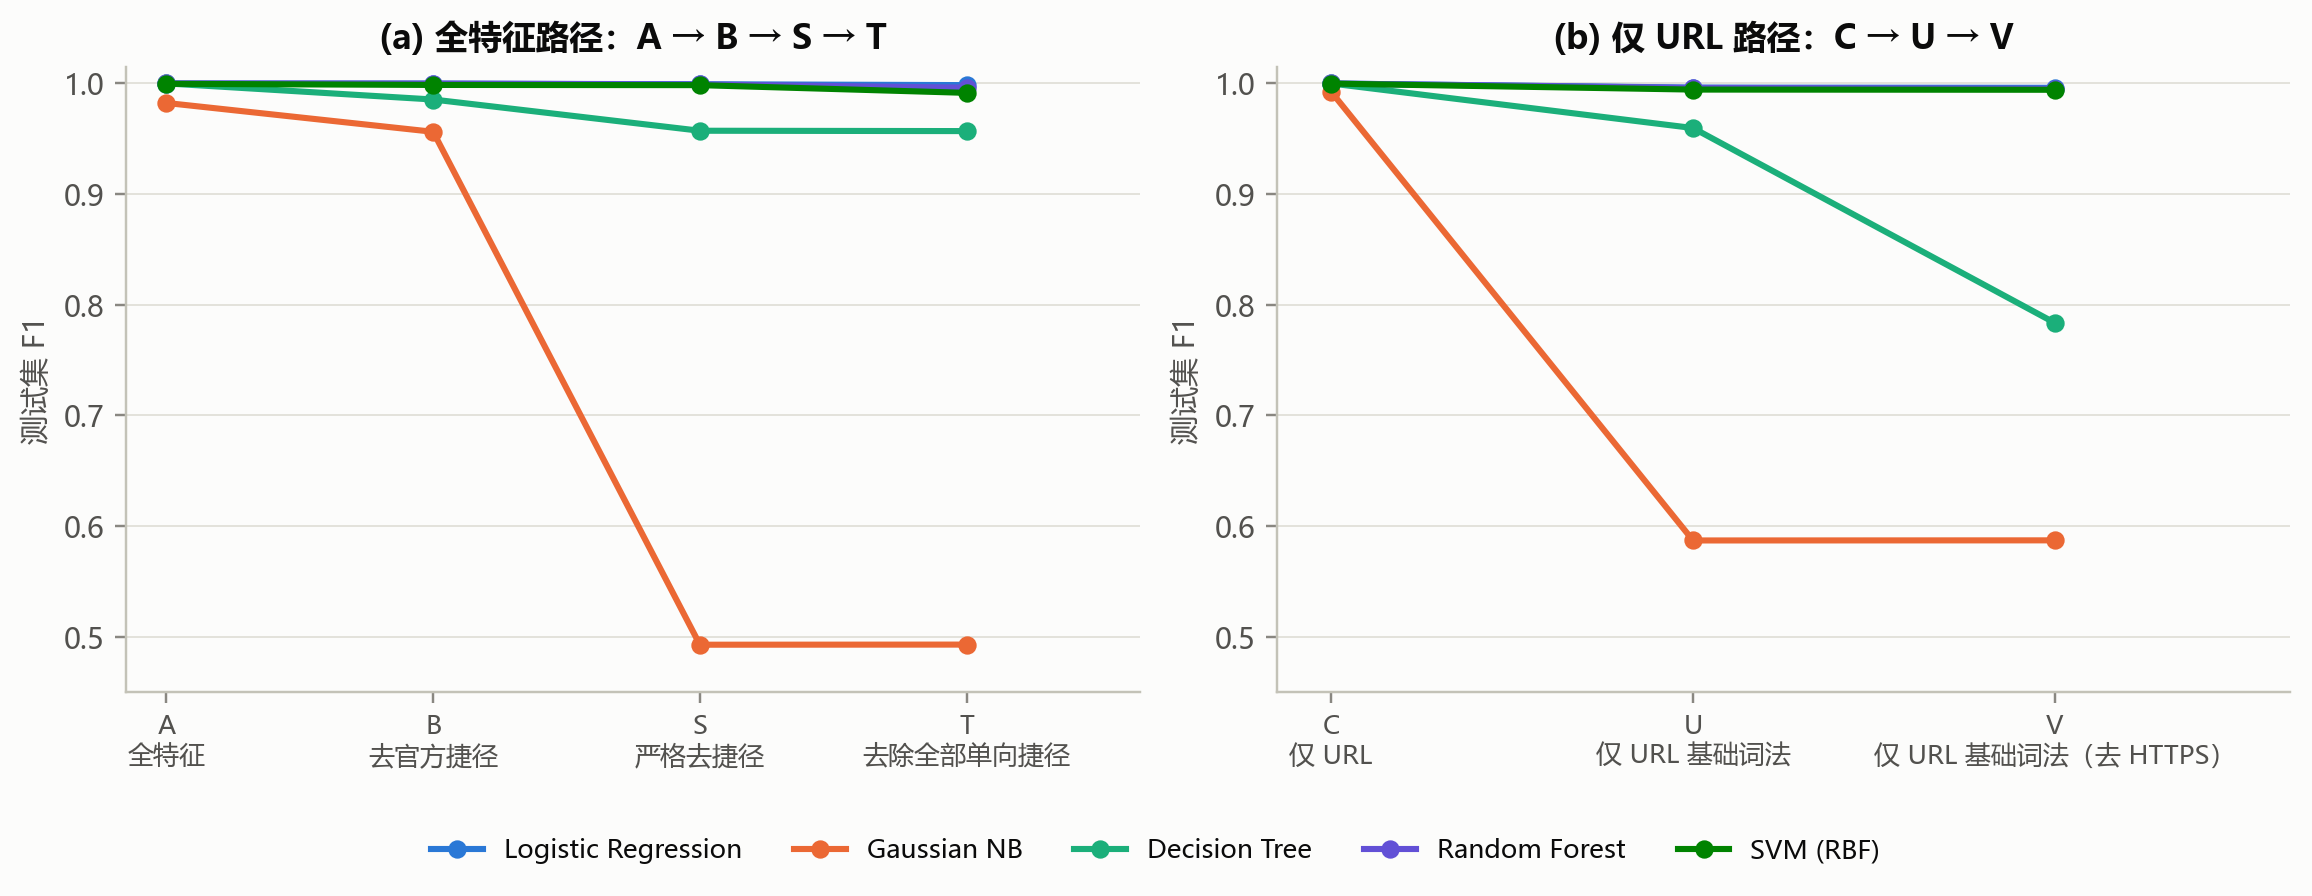 (a) 全特征路径：A → B → S → T
1.0
0.9
0.8
0.7
0.6
0.5
测试集 F1
A
全特征
B
去官方捷径
S
严格去捷径
T
去除全部单向捷径
(b) 仅 URL 路径：C → U → V
1.0
0.9
0.8
0.7
0.6
0.5
测试集 F1
C
仅 URL
U
仅 URL 基础词法
V
仅 URL 基础词法（去 HTTPS）
Logistic Regression
Gaussian NB
Decision Tree
Random Forest
SVM (RBF)